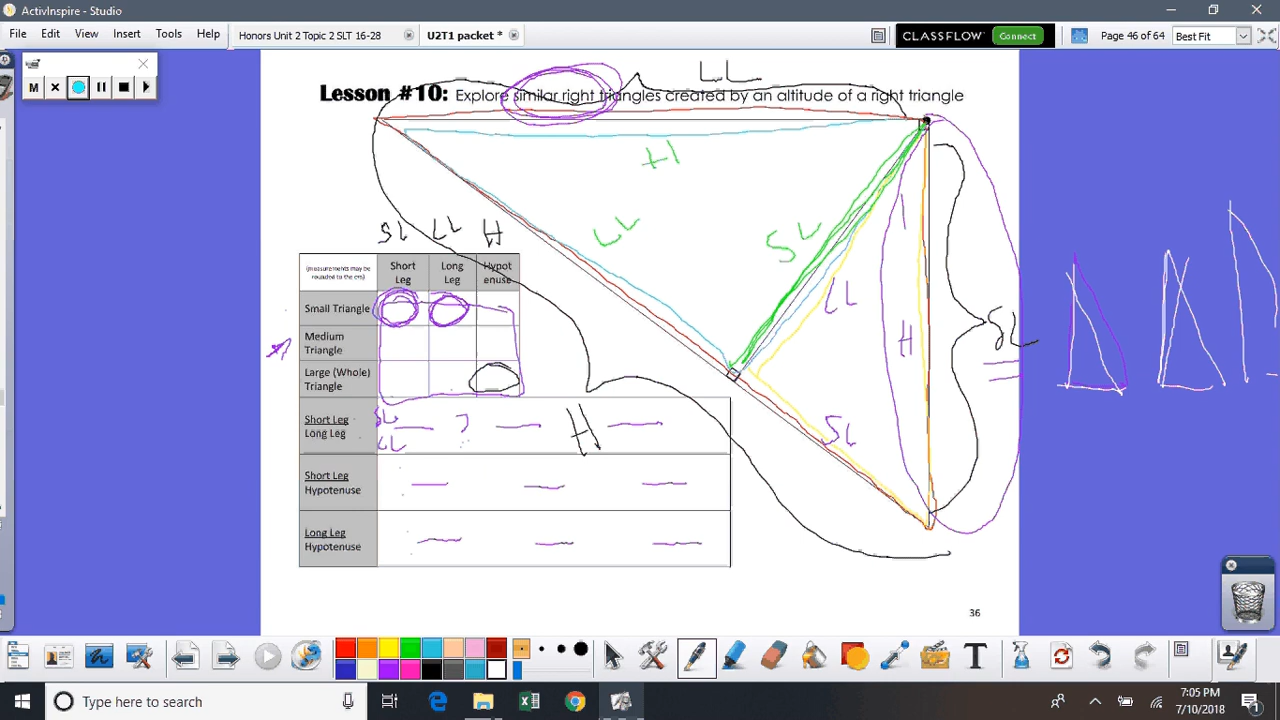 ActivInspire - Studio
File Edit View Insert Tools Help
Honors Unit 2 Topic 2 SLT 16-28
U2T1 packet *
CLASSFLOW Connect
Page 46 of 64
Best Fit
M
LL
Lesson #10: Explore similar right triangles created by an altitude of a right triangle
H
LL
SL
LL
H
SL
SL
SL LL H
(measurements may be rounded to the cm)
Short Leg
Long Leg
Hypotenuse
Small Triangle
Medium Triangle
Large (Whole) Triangle
Short Leg
Long Leg
SL
LL
?
H
Short Leg
Hypotenuse
Long Leg
Hypotenuse
36
T
Type here to search
7:05 PM
7/10/2018